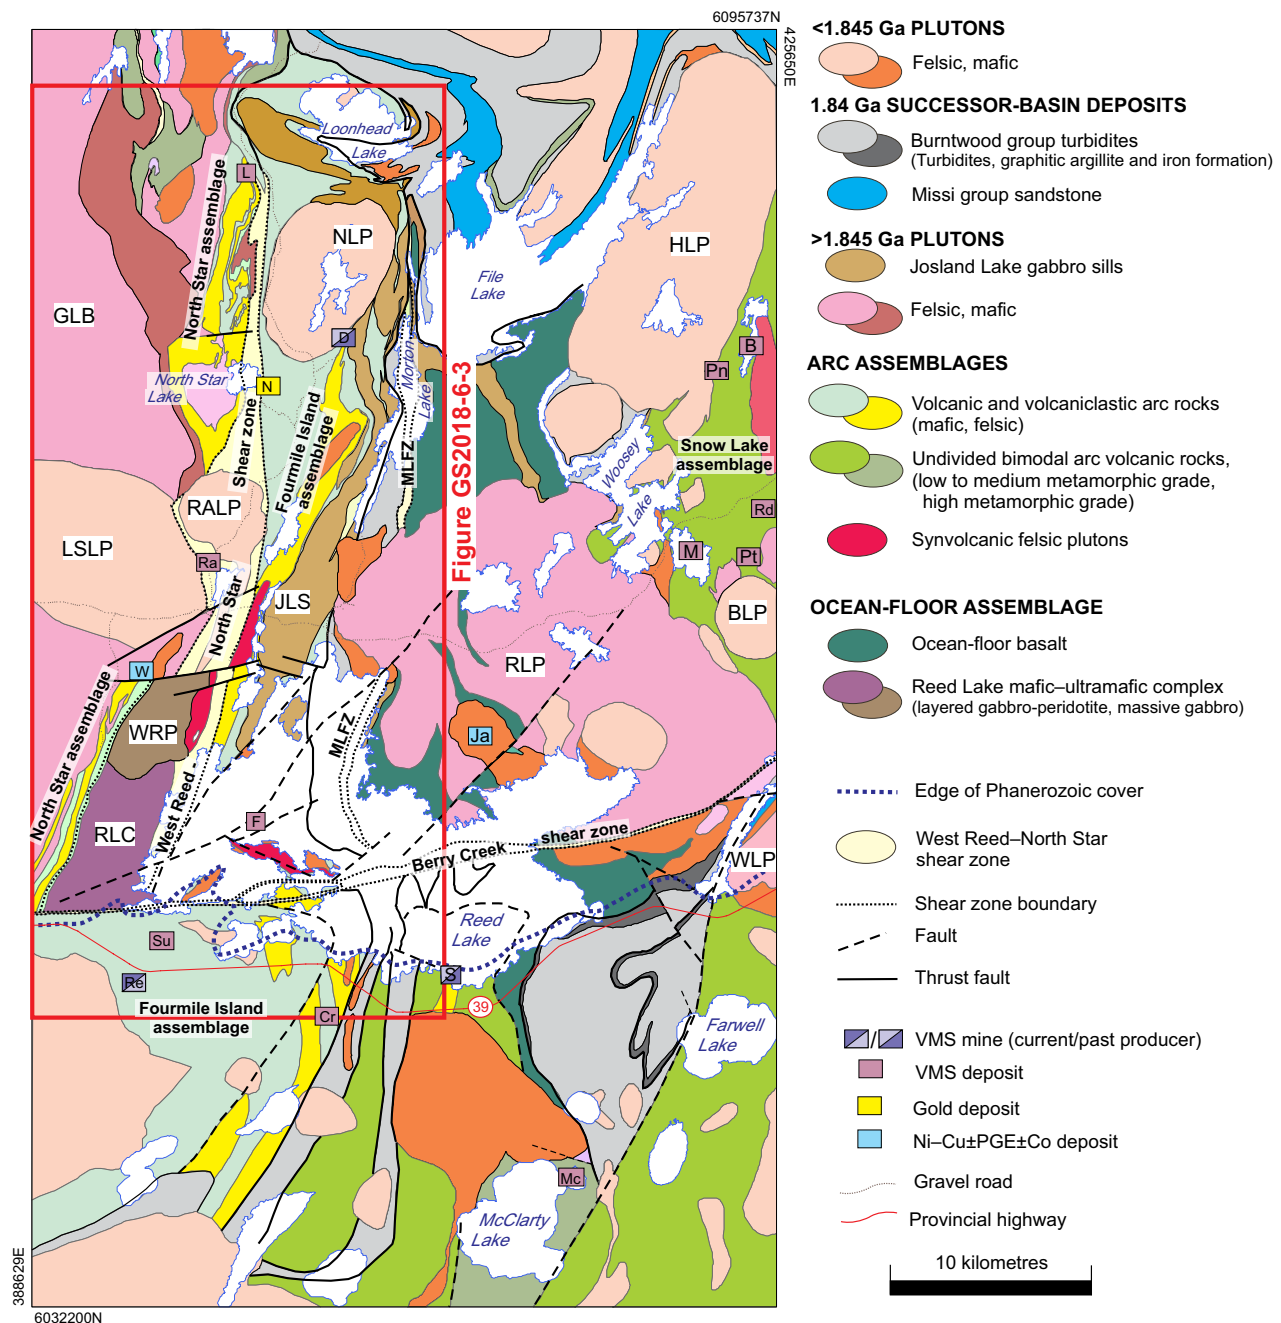 6095737N
425650E
388629E
6032200N
Loonhead
Lake
L
North Star assemblage
NLP
HLP
File
Lake
GLB
D
B
Pn
North Star
Lake
N
Morton
Lake
Shear zone
Fourmile Island
assemblage
MLFZ
Figure GS2018-6-3
Snow Lake
assemblage
Woosey
Lake
RALP
Rd
LSLP
Ra
M
Pt
North Star
JLS
BLP
W
RLP
North Star assemblage
WRP
MLFZ
Ja
West Reed
RLC
F
Berry Creek
shear zone
WLP
Reed
Lake
Su
Re
S
Fourmile Island
assemblage
Cr
39
Farwell
Lake
Mc
McClarty
Lake
<1.845 Ga PLUTONS
Felsic, mafic
1.84 Ga SUCCESSOR-BASIN DEPOSITS
Burntwood group turbidites
(Turbidites, graphitic argillite and iron formation)
Missi group sandstone
>1.845 Ga PLUTONS
Josland Lake gabbro sills
Felsic, mafic
ARC ASSEMBLAGES
Volcanic and volcaniclastic arc rocks
(mafic, felsic)
Undivided bimodal arc volcanic rocks,
(low to medium metamorphic grade,
high metamorphic grade)
Synvolcanic felsic plutons
OCEAN-FLOOR ASSEMBLAGE
Ocean-floor basalt
Reed Lake mafic–ultramafic complex
(layered gabbro-peridotite, massive gabbro)
Edge of Phanerozoic cover
West Reed–North Star
shear zone
Shear zone boundary
Fault
Thrust fault
/
VMS mine (current/past producer)
VMS deposit
Gold deposit
Ni–Cu±PGE±Co deposit
Gravel road
Provincial highway
10 kilometres